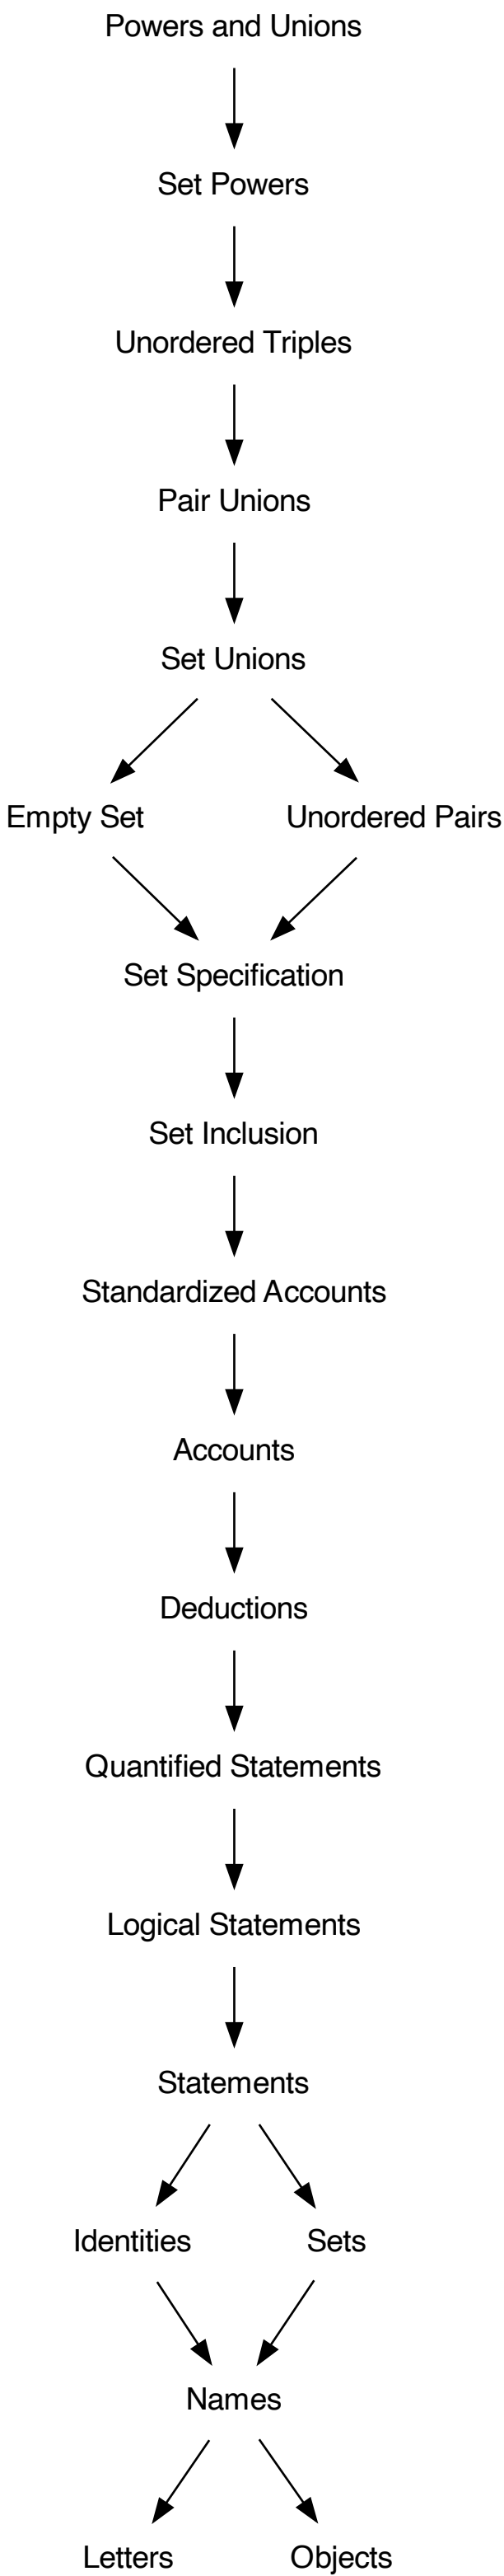 Powers and Unions
Set Powers
Unordered Triples
Pair Unions
Set Unions
Empty Set
Unordered Pairs
Set Specification
Set Inclusion
Standardized Accounts
Accounts
Deductions
Quantified Statements
Logical Statements
Statements
Identities
Sets
Names
Letters
Objects